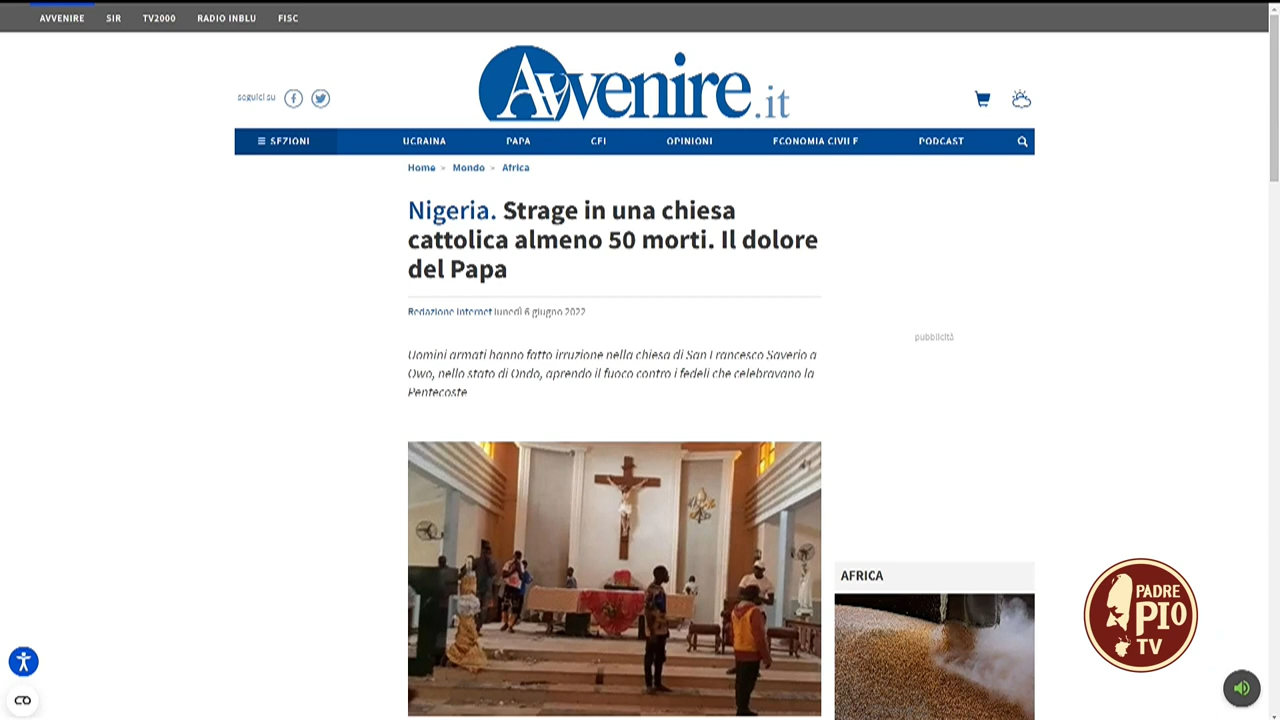 AVVENIRE SIR TV2000 RADIO INBLU FISC
seguici su
Avvenire.it
SEZIONI UCRAINA PAPA CEI OPINIONI ECONOMIA CIVILE PODCAST
Home » Mondo » Africa
Nigeria. Strage in una chiesa
cattolica almeno 50 morti. Il dolore
del Papa
Redazione Internet lunedì 6 giugno 2022
pubblicità
Uomini armati hanno fatto irruzione nella chiesa di San Francesco Saverio a
Owo, nello stato di Ondo, aprendo il fuoco contro i fedeli che celebravano la
Pentecoste
AFRICA
PADRE
PIO
TV